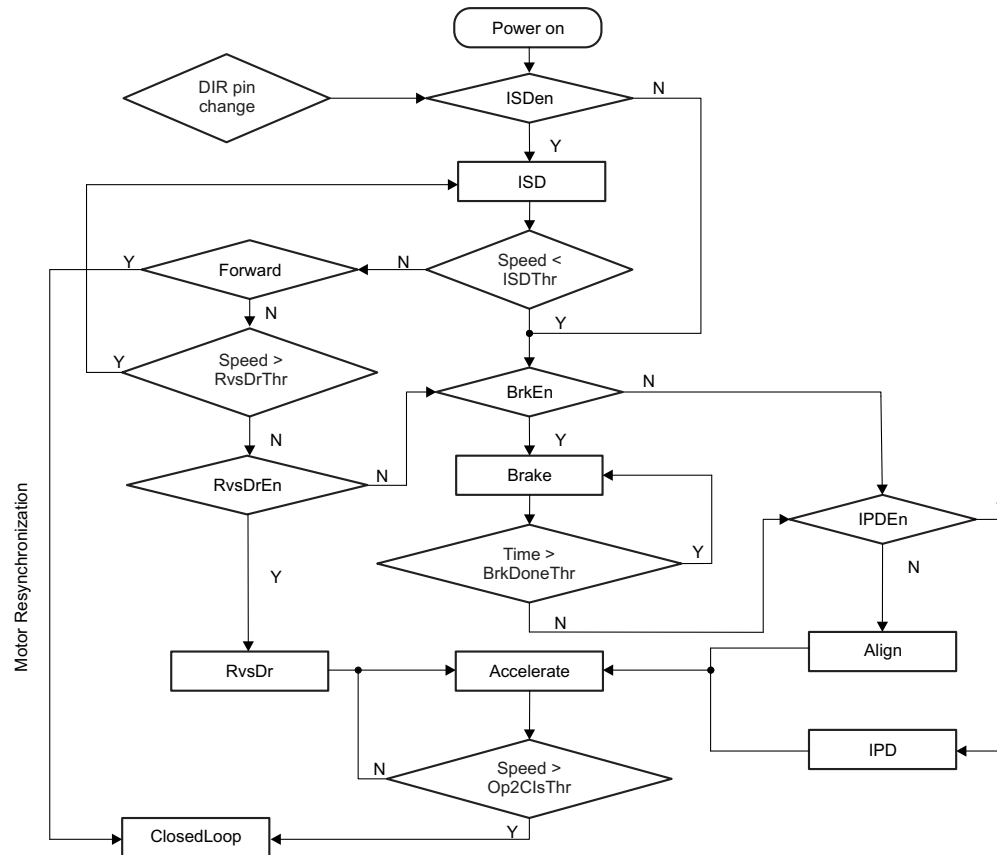 Power on
DIR pin
change
ISDen
N
Y
ISD
Y
Forward
N
Speed <
ISDThr
N
Y
Y
Speed >
RvsDrThr
N
BrkEn
N
Y
RvsDrEn
N
Brake
IPDEn
Time >
BrkDoneThr
Y
N
Y
N
Motor Resynchronization
RvsDr
Accelerate
Align
N
Speed >
Op2ClsThr
IPD
Y
ClosedLoop